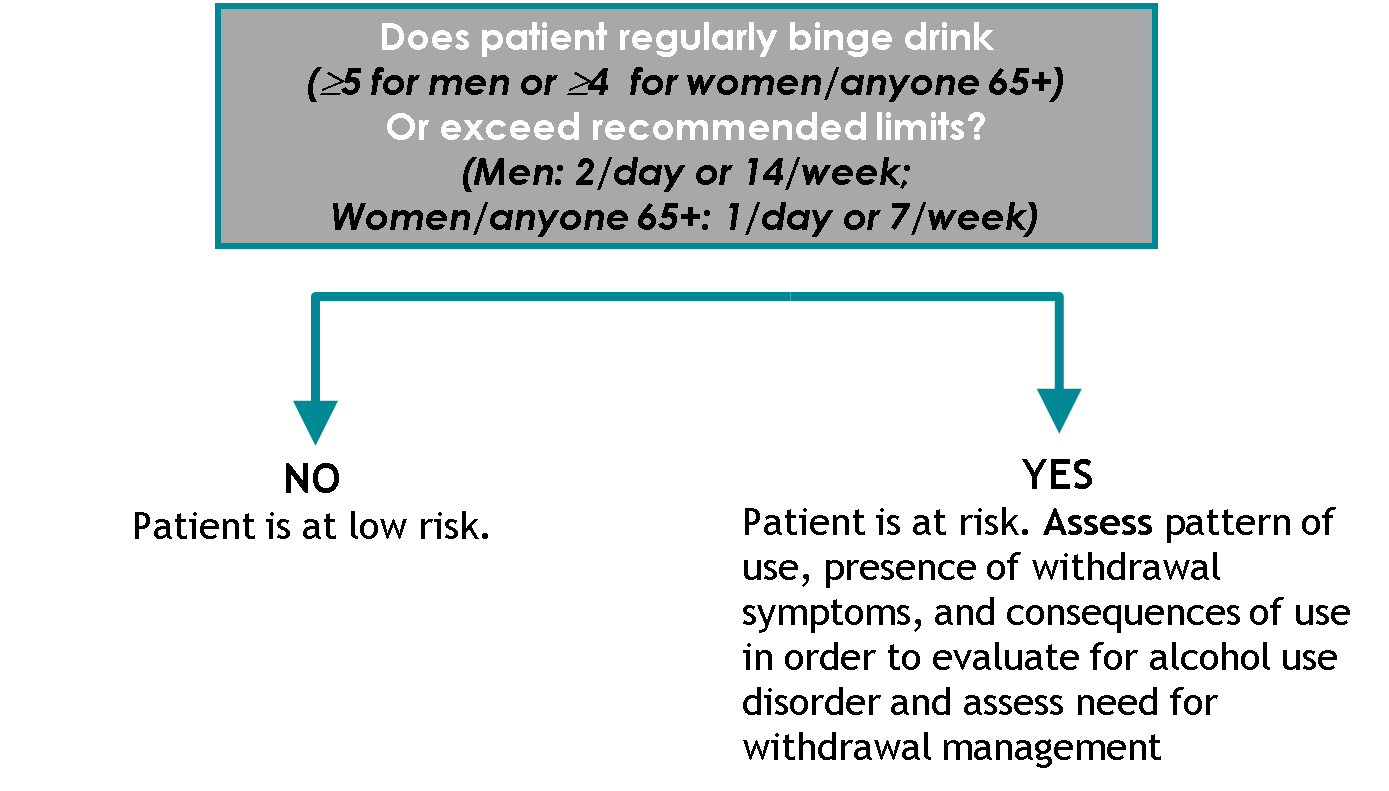 Does patient regularly binge drink
(≥5 for men or ≥4 for women/anyone 65+)
Or exceed recommended limits?
(Men: 2/day or 14/week;
Women/anyone 65+: 1/day or 7/week)
NO
Patient is at low risk.
YES
Patient is at risk. Assess pattern of
use, presence of withdrawal
symptoms, and consequences of use
in order to evaluate for alcohol use
disorder and assess need for
withdrawal management